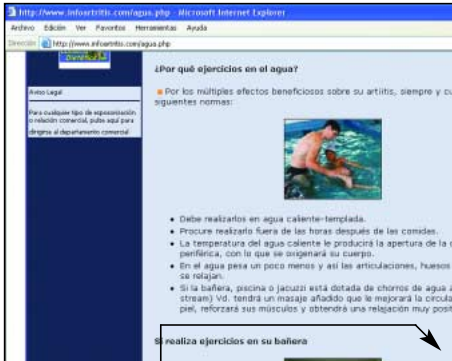 http://www.infoartritis.com/agua.php - Microsoft Internet Explorer
Archivo Edición Ver Favoritos Herramientas Ayuda
Dirección http://www.infoartritis.com/agua.php
Aviso Legal
Para cualquier tipo de esponsorización
o relación comercial, pulse aquí para
dirigirse al departamento comercial
¿Por qué ejercicios en el agua?
Por los múltiples efectos beneficiosos sobre su artritis, siempre y cu
siguientes normas:
• Debe realizarlos en agua caliente-templada.
• Procure realizarlo fuera de las horas después de las comidas.
• La temperatura del agua caliente le producirá la apertura de la c
periférica, con lo que se oxigenará su cuerpo.
• En el agua pesa un poco menos y así las articulaciones, huesos
se relajan.
• Si la bañera, piscina o jacuzzi está dotada de chorros de agua a
stream) Vd. tendrá un masaje añadido que le mejorará la circula
piel, reforzará sus músculos y obtendrá una relajación muy posit
Si realiza ejercicios en su bañera